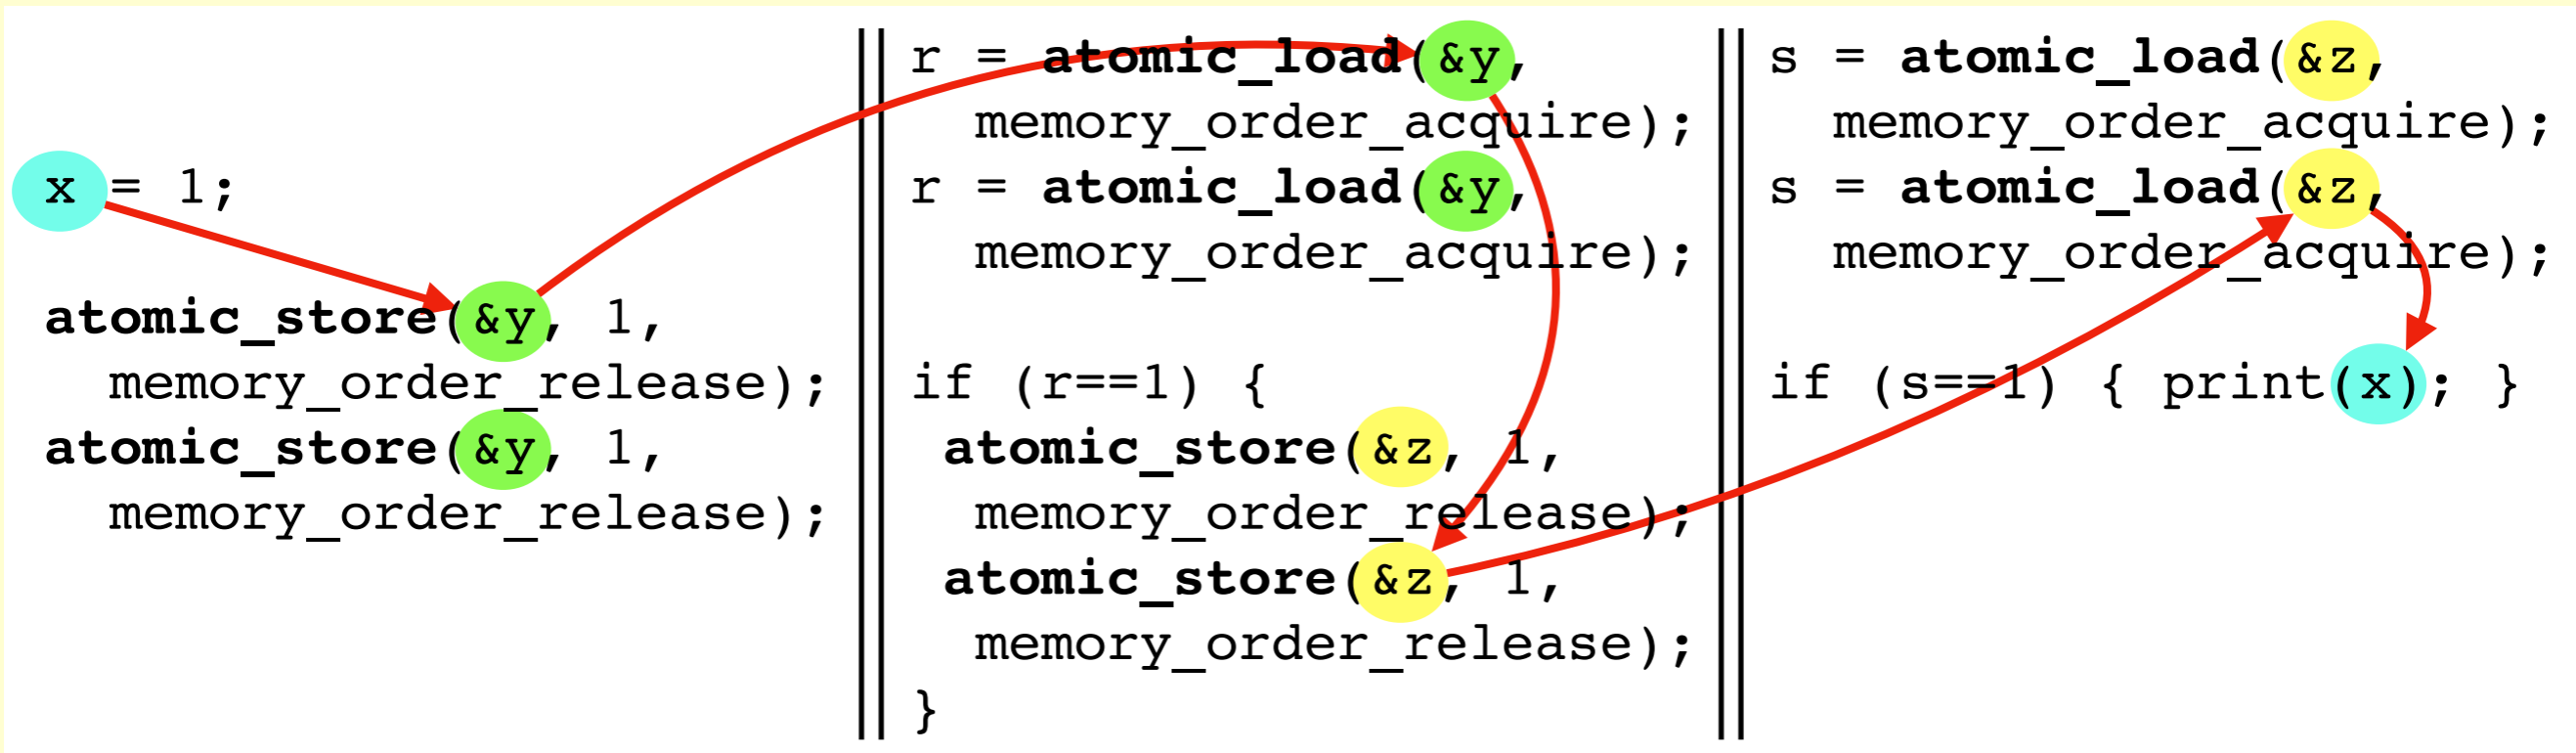 x = 1;
atomic_store(&y, 1,
memory_order_release);
atomic_store(&y, 1,
memory_order_release);
r = atomic_load(&y,
memory_order_acquire);
r = atomic_load(&y,
memory_order_acquire);
if (r==1) {
atomic_store(&z, 1,
memory_order_release);
atomic_store(&z, 1,
memory_order_release);
}
s = atomic_load(&z,
memory_order_acquire);
s = atomic_load(&z,
memory_order_acquire);
if (s==1) { print(x); }